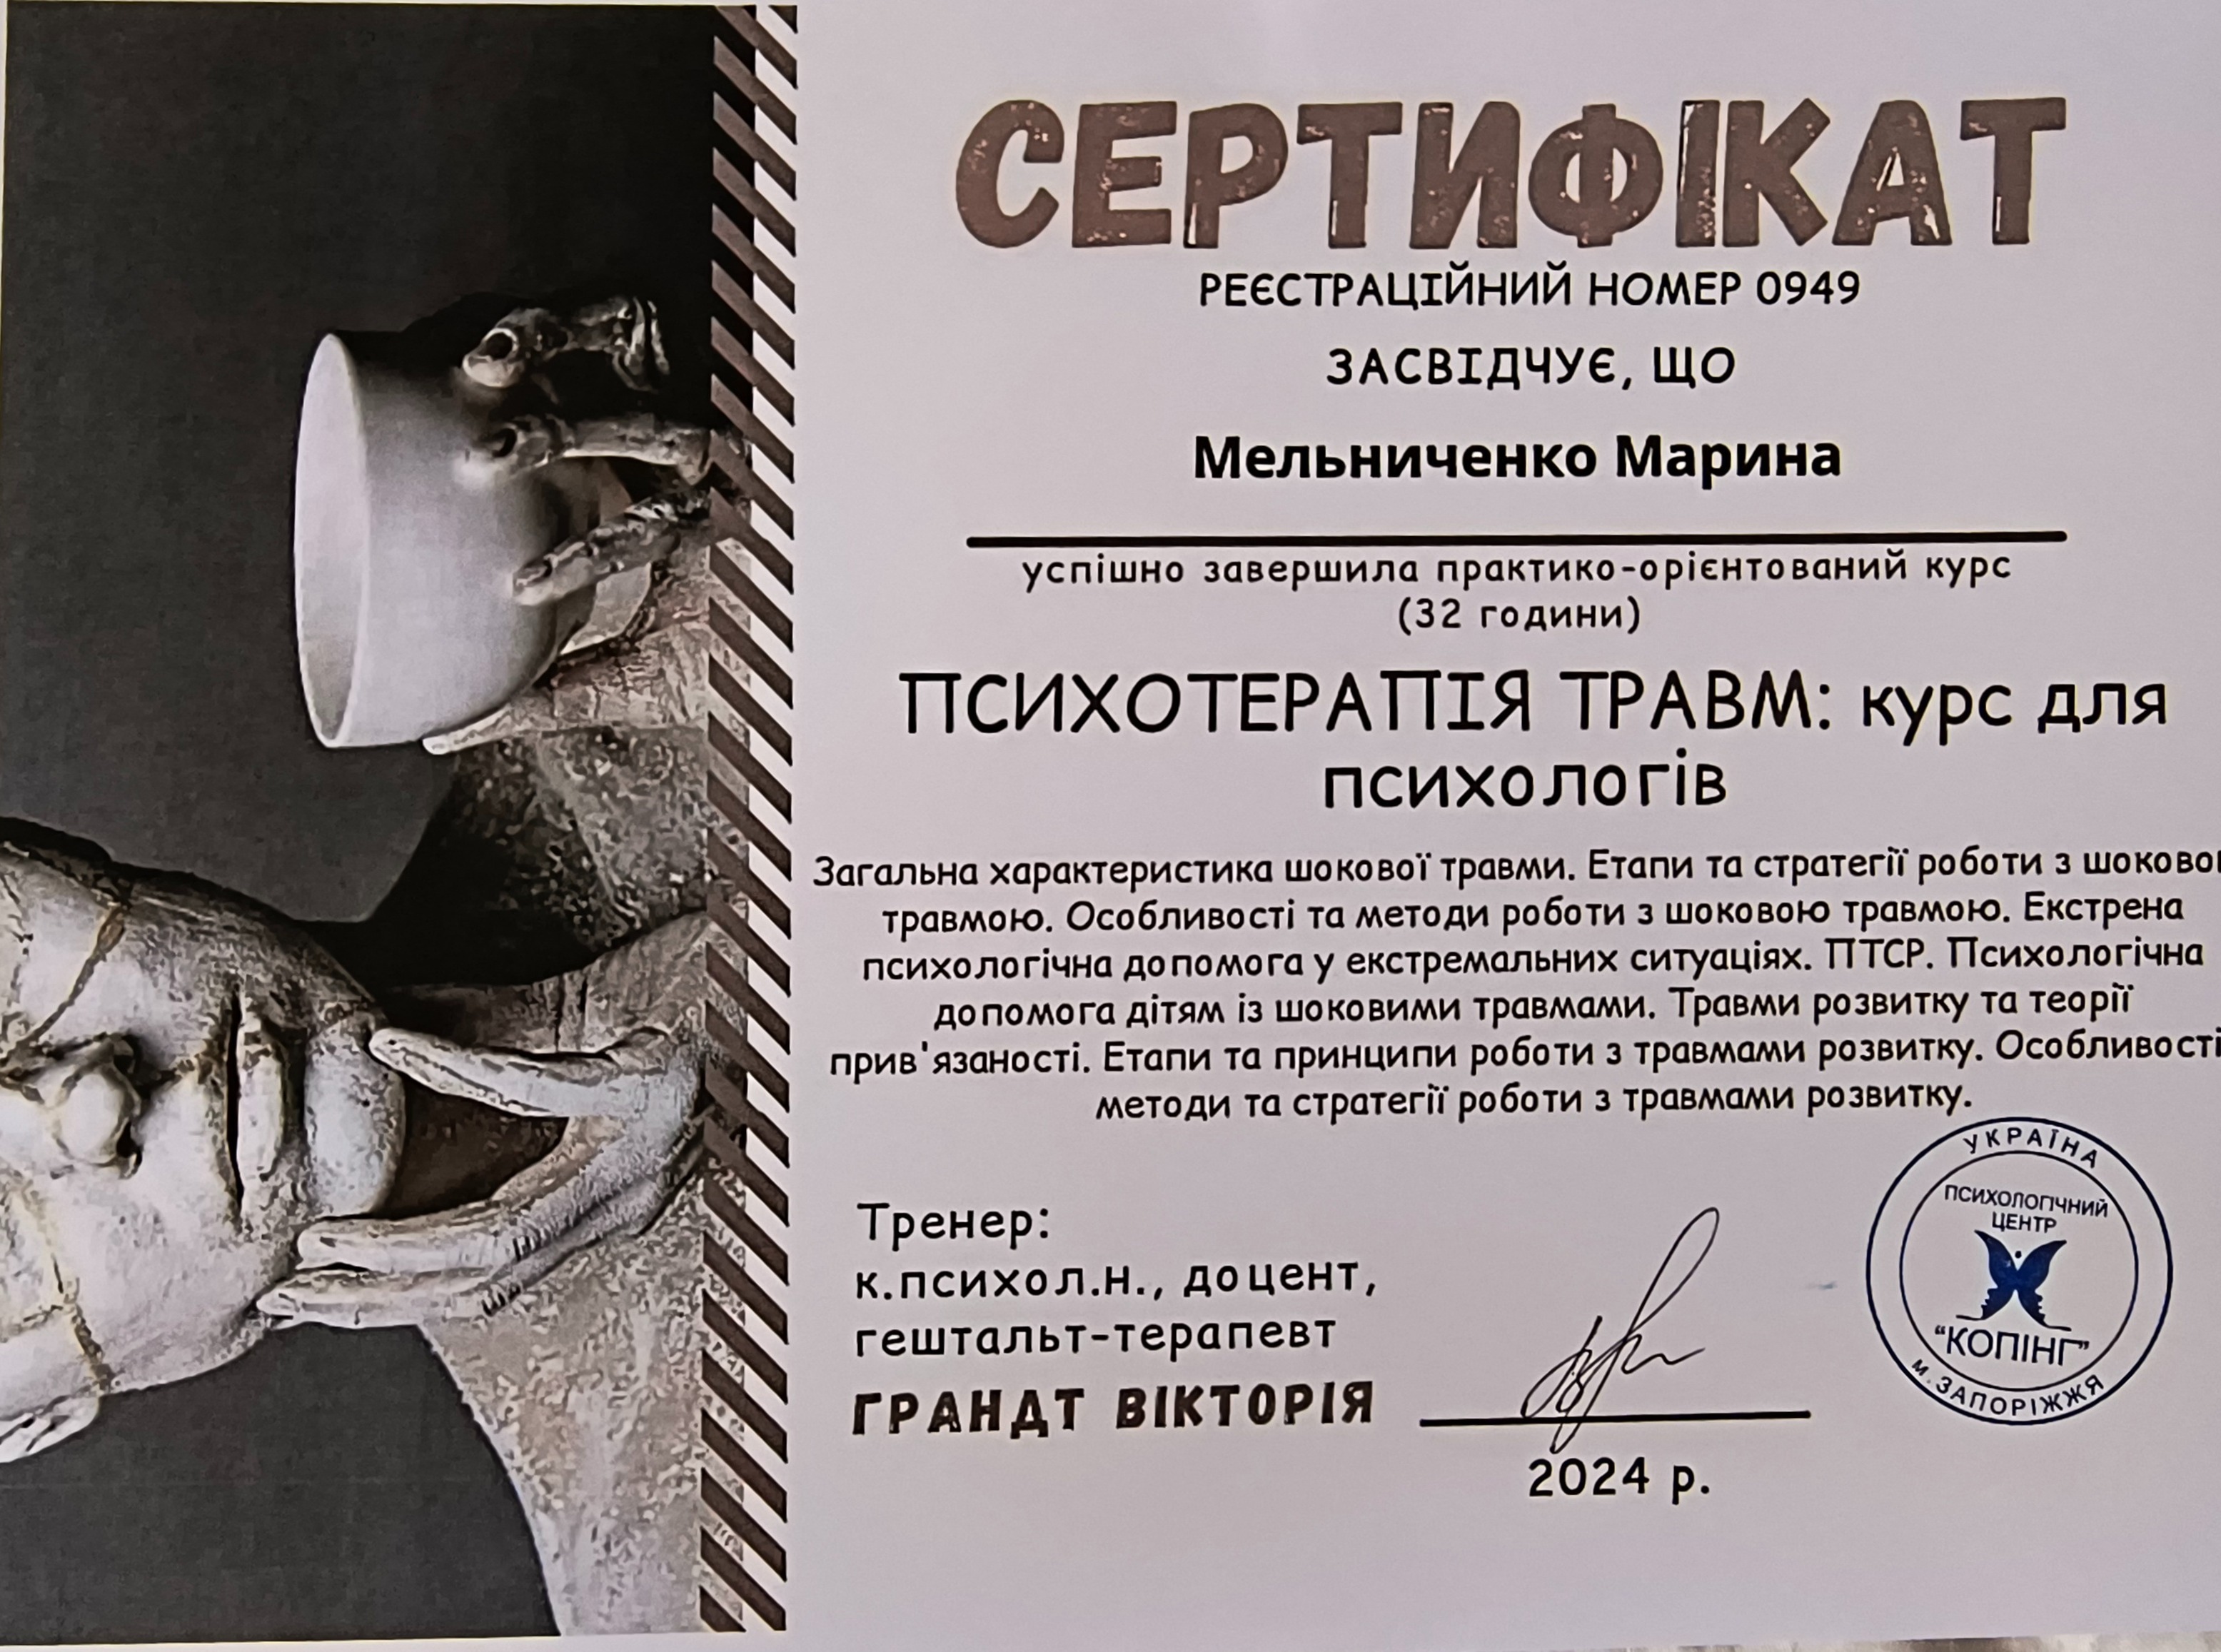 СЕРТИФІКАТ
РЕЄСТРАЦІЙНИЙ НОМЕР 0949
ЗАСВІДЧУЄ, ЩО
Мельниченко Марина
успішно завершила практико-орієнтований курс
(32 години)
ПСИХОТЕРАПІЯ ТРАВМ: курс для
психологів
Загальна характеристика шокової травми. Етапи та стратегії роботи з
травмою. Особливості та методи роботи з шоковою травмою. Екстрена
психологічна допомога у екстремальних ситуаціях. ПТСР. Психологічна
допомога дітям із шоковими травмами. Травми розвитку та теорії
прив'язаності. Етапи та принципи роботи з травмами розвитку. Особливості
методи та стратегії роботи з травмами розвитку.
Тренер:
к.психол.н., доцент,
гештальт-терапевт
ГРАНДТ ВІКТОРІЯ
2024 р.
УКРАЇНА
ПСИХОЛОГІЧНИЙ
ЦЕНТР
"КОПІНГ"
м. ЗАПОРІЖЖЯ